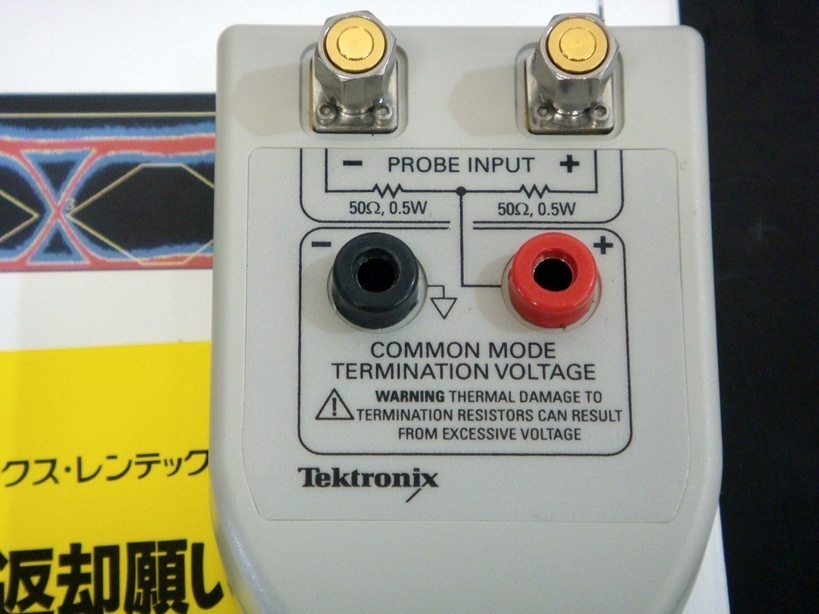 − PROBE INPUT +
50Ω, 0.5W 50Ω, 0.5W
− +
COMMON MODE
TERMINATION VOLTAGE
WARNING THERMAL DAMAGE TO
TERMINATION RESISTORS CAN RESULT
FROM EXCESSIVE VOLTAGE
Tektronix
クス・レンテック
返却願い